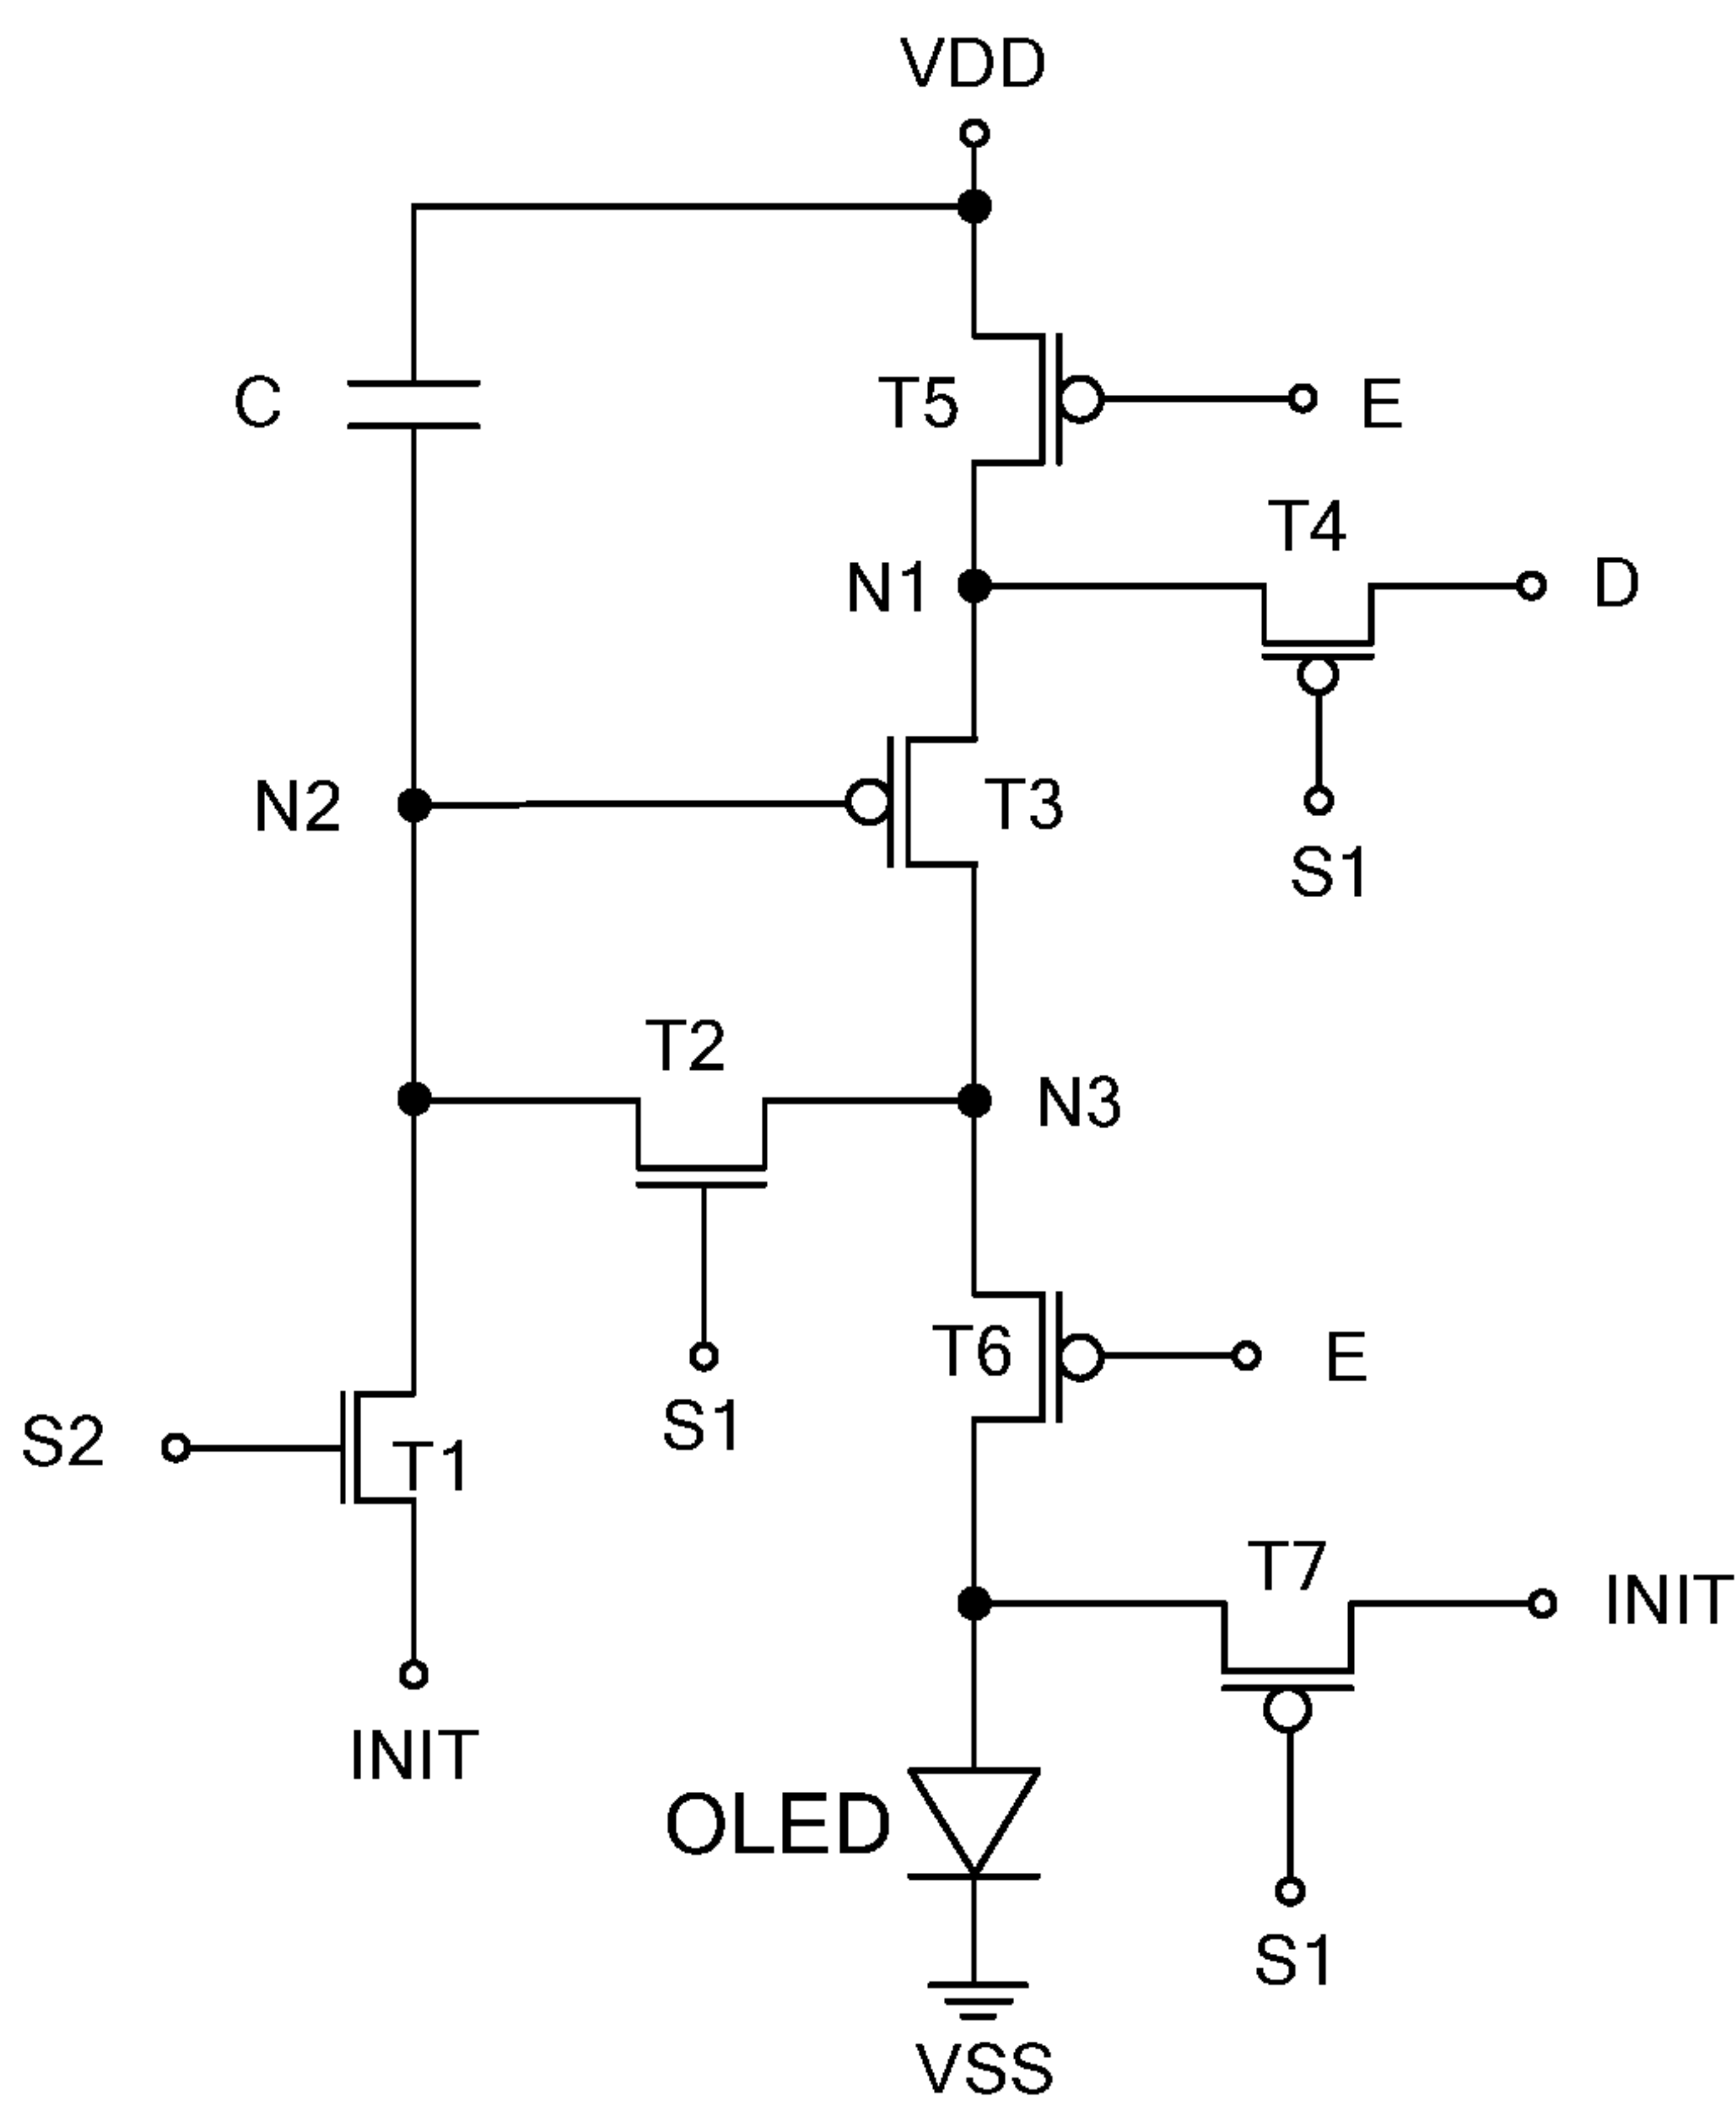 VDD
C
T5
E
T4
N1
D
N2
T3
S1
T2
N3
T6
E
S1
S2
T1
T7
INIT
INIT
OLED
S1
VSS